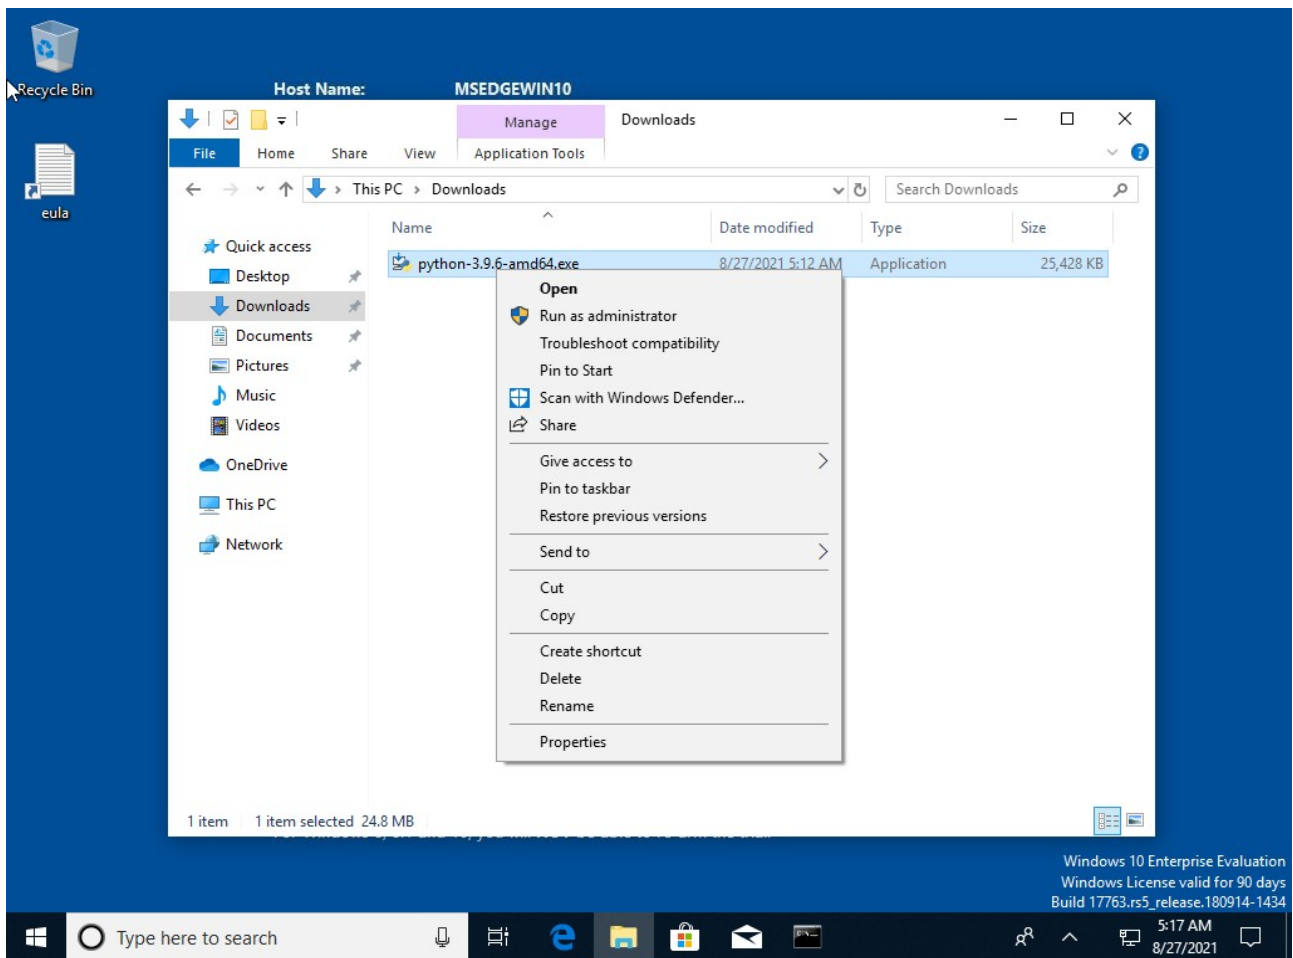 Recycle Bin
Host Name: MSEDGEWIN10
eula
Manage
Downloads
File Home Share View Application Tools
This PC > Downloads
Search Downloads
Name Date modified Type Size
python-3.9.6-amd64.exe 8/27/2021 5:12 AM Application 25,428 KB
Quick access
Desktop
Downloads
Documents
Pictures
Music
Videos
OneDrive
This PC
Network
Open
Run as administrator
Troubleshoot compatibility
Pin to Start
Scan with Windows Defender...
Share
Give access to
Pin to taskbar
Restore previous versions
Send to
Cut
Copy
Create shortcut
Delete
Rename
Properties
1 item 1 item selected 24.8 MB
Windows 10 Enterprise Evaluation
Windows License valid for 90 days
Build 17763.rs5_release.180914-1434
Type here to search
5:17 AM
8/27/2021